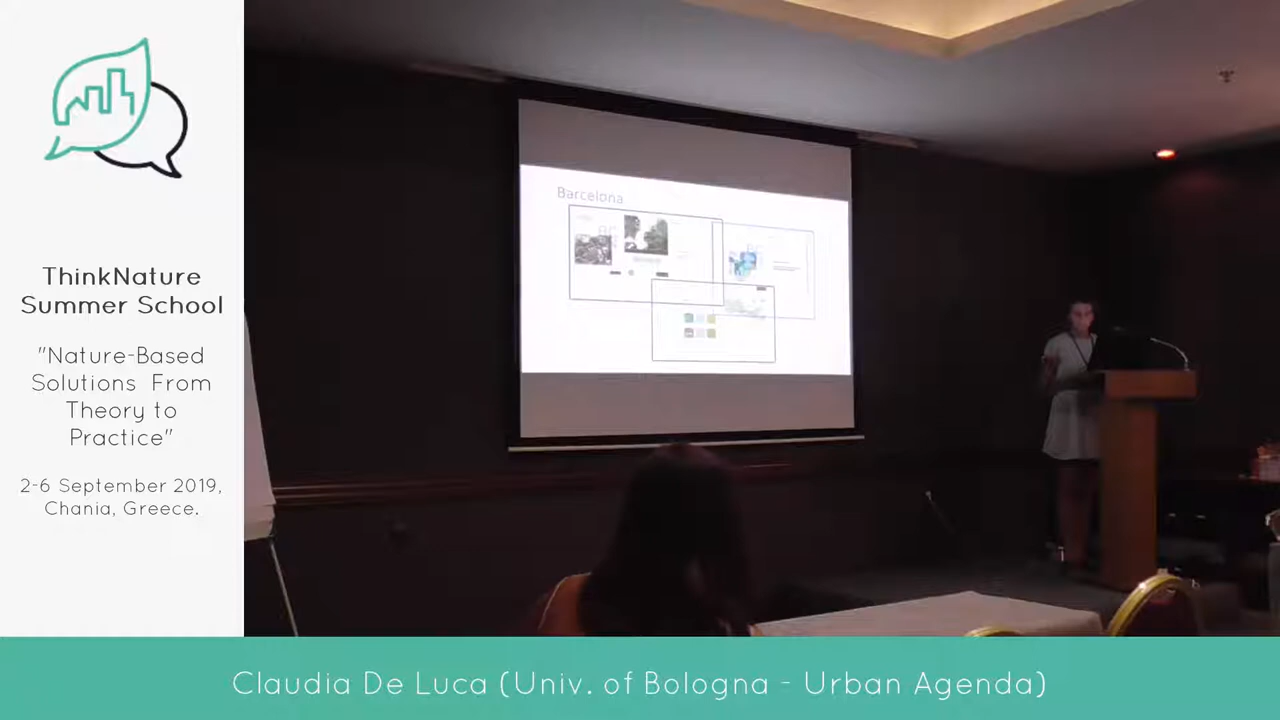 ThinkNature
Summer School
"Nature-Based
Solutions From
Theory to
Practice"
2-6 September 2019,
Chania, Greece.
Barcelona
Claudia De Luca (Univ. of Bologna - Urban Agenda)